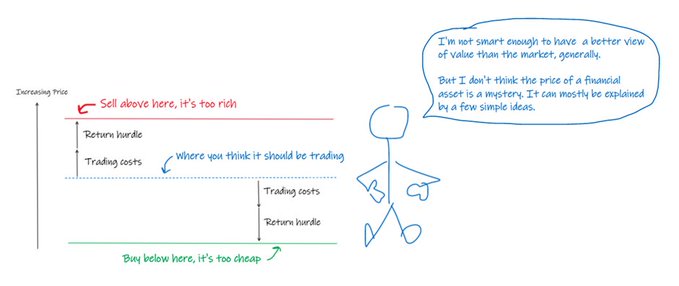 I'm not smart enough to have a better view
of value than the market, generally.
But I don't think the price of a financial
asset is a mystery. It can mostly be explained
by a few simple ideas.
Increasing Price
Sell above here, it's too rich
Return hurdle
Trading costs
Where you think it should be trading
Trading costs
Return hurdle
Buy below here, it's too cheap